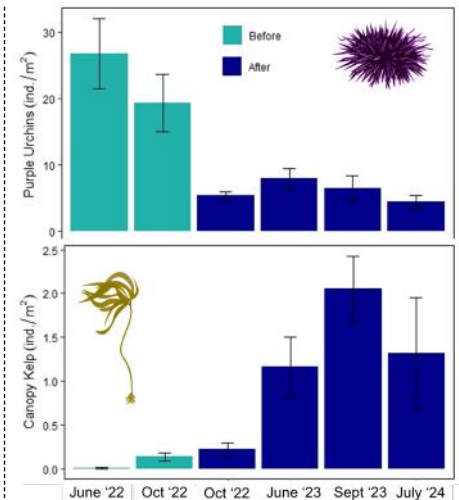 Purple Urchins (ind./m²)
30
20
10
0
Before
After
Canopy Kelp (ind./m²)
2.5
2.0
1.5
1.0
0.5
0.0
June '22 Oct '22 Oct '22 June '23 Sept '23 July '24